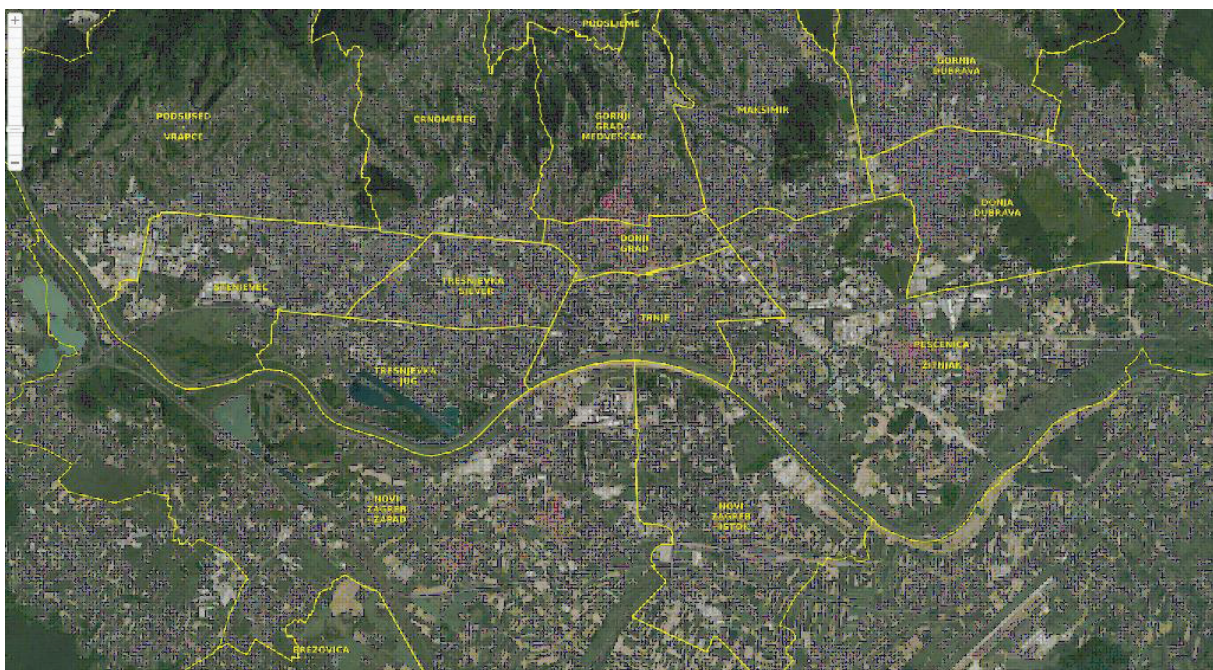 PODSLJEME
GORNJA
DUBRAVA
MAKSIMIR
PODSUSED
VRAPČE
ČRNOMEREC
GORNJI
GRAD -
MEDVEŠČAK
DONJA
DUBRAVA
DONJI
GRAD
STENJEVEC
TREŠNJEVKA
- SJEVER
TRNJE
PEŠČENICA
-
ŽITNJAK
TREŠNJEVKA
- JUG
NOVI
ZAGREB
- ZAPAD
NOVI
ZAGREB
- ISTOK
BREZOVICA